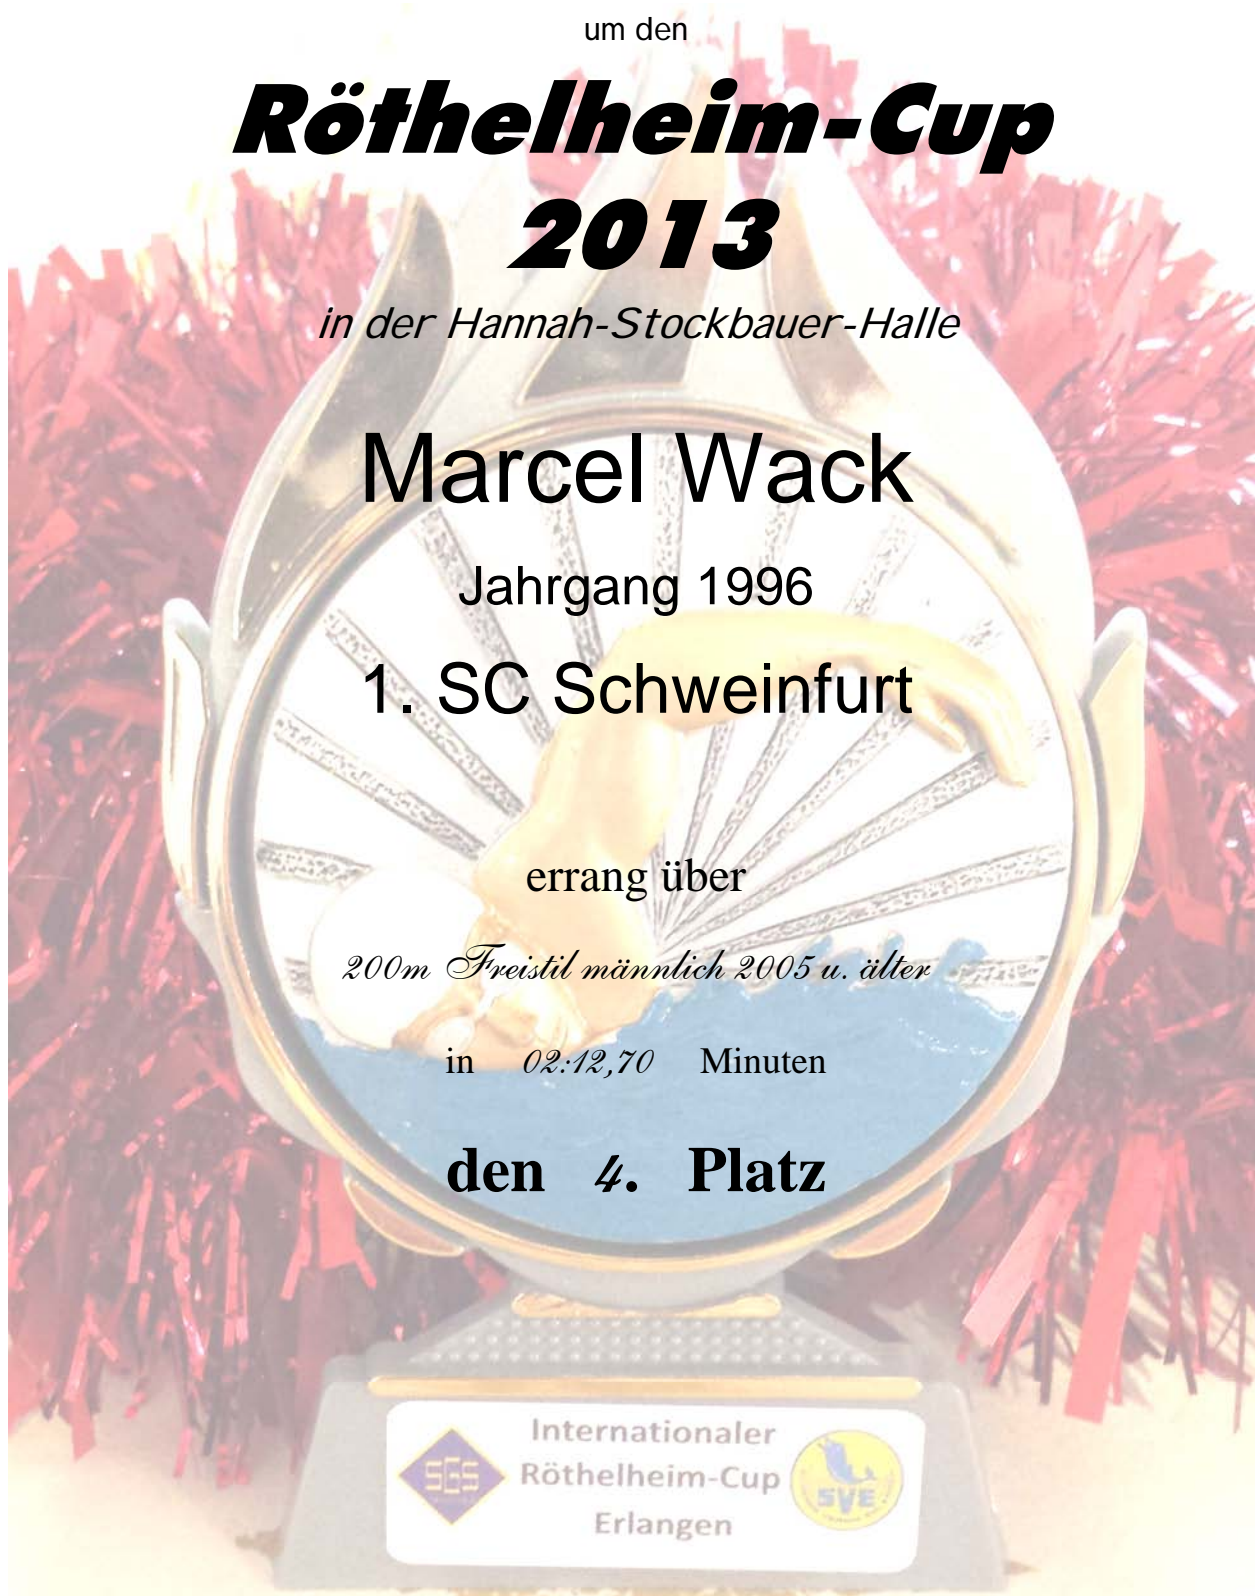 um den
Röthelheim-Cup
2013
in der Hannah-Stockbauer-Halle
Marcel Wack
Jahrgang 1996
1. SC Schweinfurt
errang über
200m Freistil männlich 2005 u. älter
in 02:12,70 Minuten
den 4. Platz
Internationaler
SGS Röthelheim-Cup
SVE
Erlangen